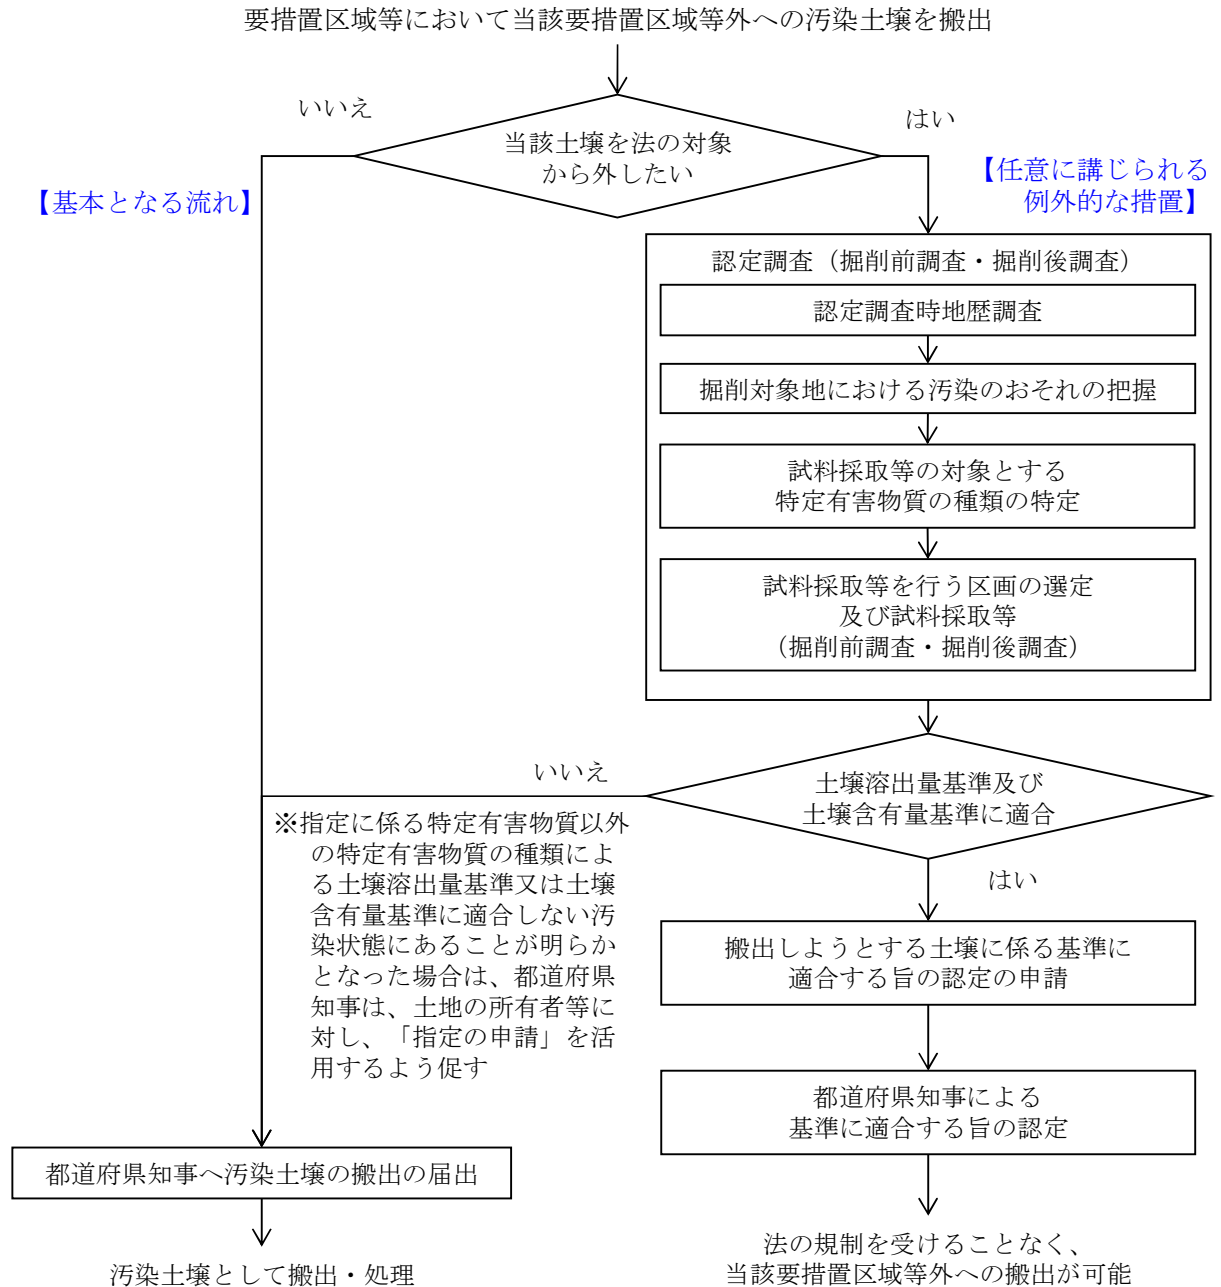 要措置区域等において当該要措置区域等外への汚染土壌を搬出
いいえ
はい
当該土壌を法の対象
から外したい
【基本となる流れ】
【任意に講じられる
例外的な措置】
認定調査（掘削前調査・掘削後調査）
認定調査時地歴調査
掘削対象地における汚染のおそれの把握
試料採取等の対象とする
特定有害物質の種類の特定
試料採取等を行う区画の選定
及び試料採取等
（掘削前調査・掘削後調査）
いいえ
土壌溶出量基準及び
土壌含有量基準に適合
※指定に係る特定有害物質以外
の特定有害物質の種類によ
る土壌溶出量基準又は土壌
含有量基準に適合しない汚
染状態にあることが明らか
となった場合は、都道府県
知事は、土地の所有者等に
対し、「指定の申請」を活
用するよう促す
はい
搬出しようとする土壌に係る基準に
適合する旨の認定の申請
都道府県知事による
基準に適合する旨の認定
都道府県知事へ汚染土壌の搬出の届出
汚染土壌として搬出・処理
法の規制を受けることなく、
当該要措置区域等外への搬出が可能